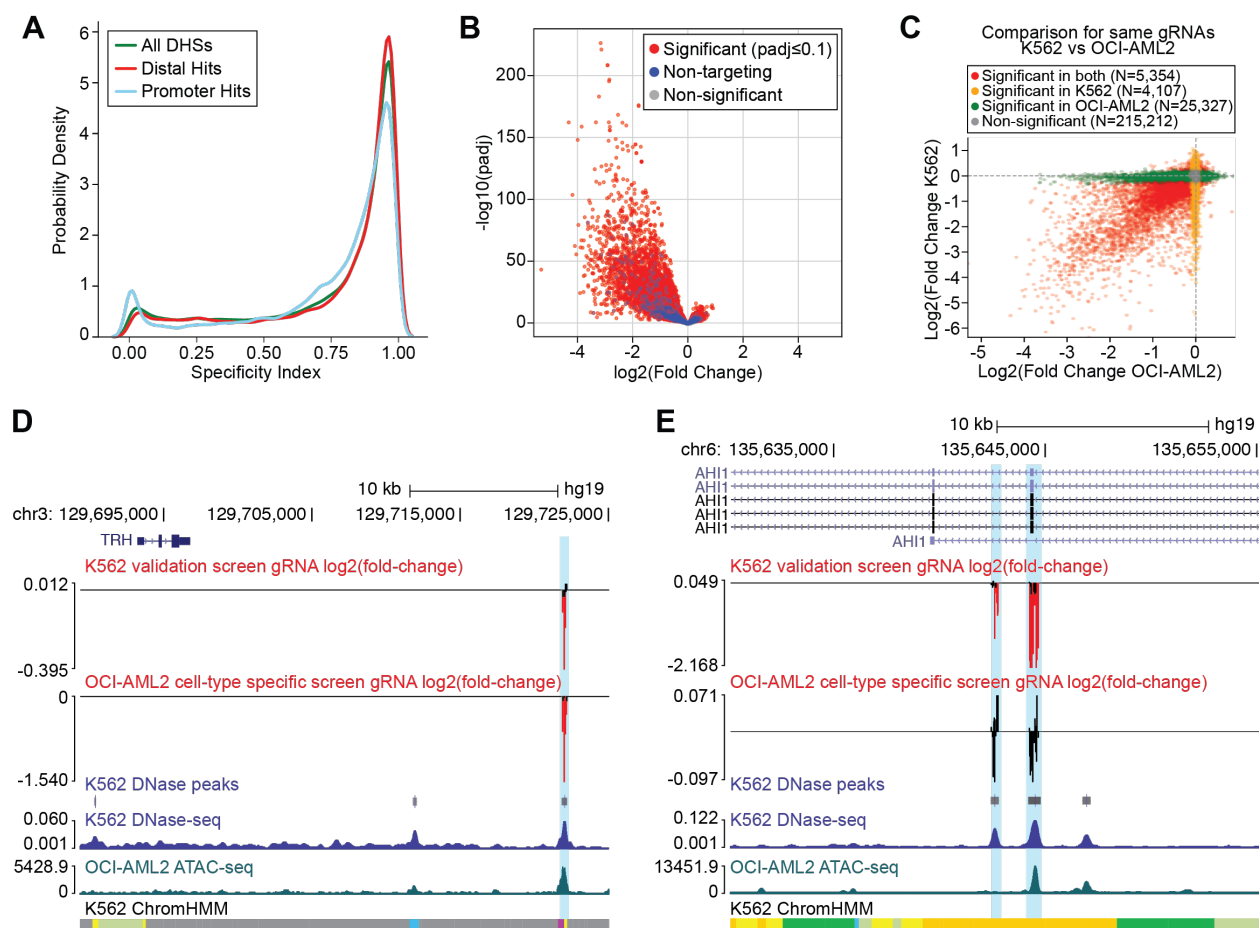 A
6
5
4
3
2
1
0
Probability Density
All DHSs
Distal Hits
Promoter Hits
0.00 0.25 0.50 0.75 1.00
Specificity Index
B
200
150
100
50
0
-log10(padj)
Significant (padj≤0.1)
Non-targeting
Non-significant
-4 -2 0 2 4
log2(Fold Change)
C
Comparison for same gRNAs
K562 vs OCI-AML2
Significant in both (N=5,354)
Significant in K562 (N=4,107)
Significant in OCI-AML2 (N=25,327)
Non-significant (N=215,212)
1
0
-1
-2
-3
-4
-5
-6
Log2(Fold Change K562)
-5 -4 -3 -2 -1 0
Log2(Fold Change OCI-AML2)
D
10 kb hg19
chr3: 129,695,000 129,705,000 129,715,000 129,725,000
TRH
K562 validation screen gRNA log2(fold-change)
0.012
-0.395
OCI-AML2 cell-type specific screen gRNA log2(fold-change)
0
-1.540
K562 DNase peaks
K562 DNase-seq
0.060
0.001
OCI-AML2 ATAC-seq
5428.9
0
K562 ChromHMM
E
10 kb hg19
chr6: 135,635,000 135,645,000 135,655,000
AHI1
AHI1
AHI1
AHI1
AHI1
AHI1
K562 validation screen gRNA log2(fold-change)
0.049
-2.168
OCI-AML2 cell-type specific screen gRNA log2(fold-change)
0.071
-0.097
K562 DNase peaks
K562 DNase-seq
0.122
0.001
OCI-AML2 ATAC-seq
13451.9
0
K562 ChromHMM